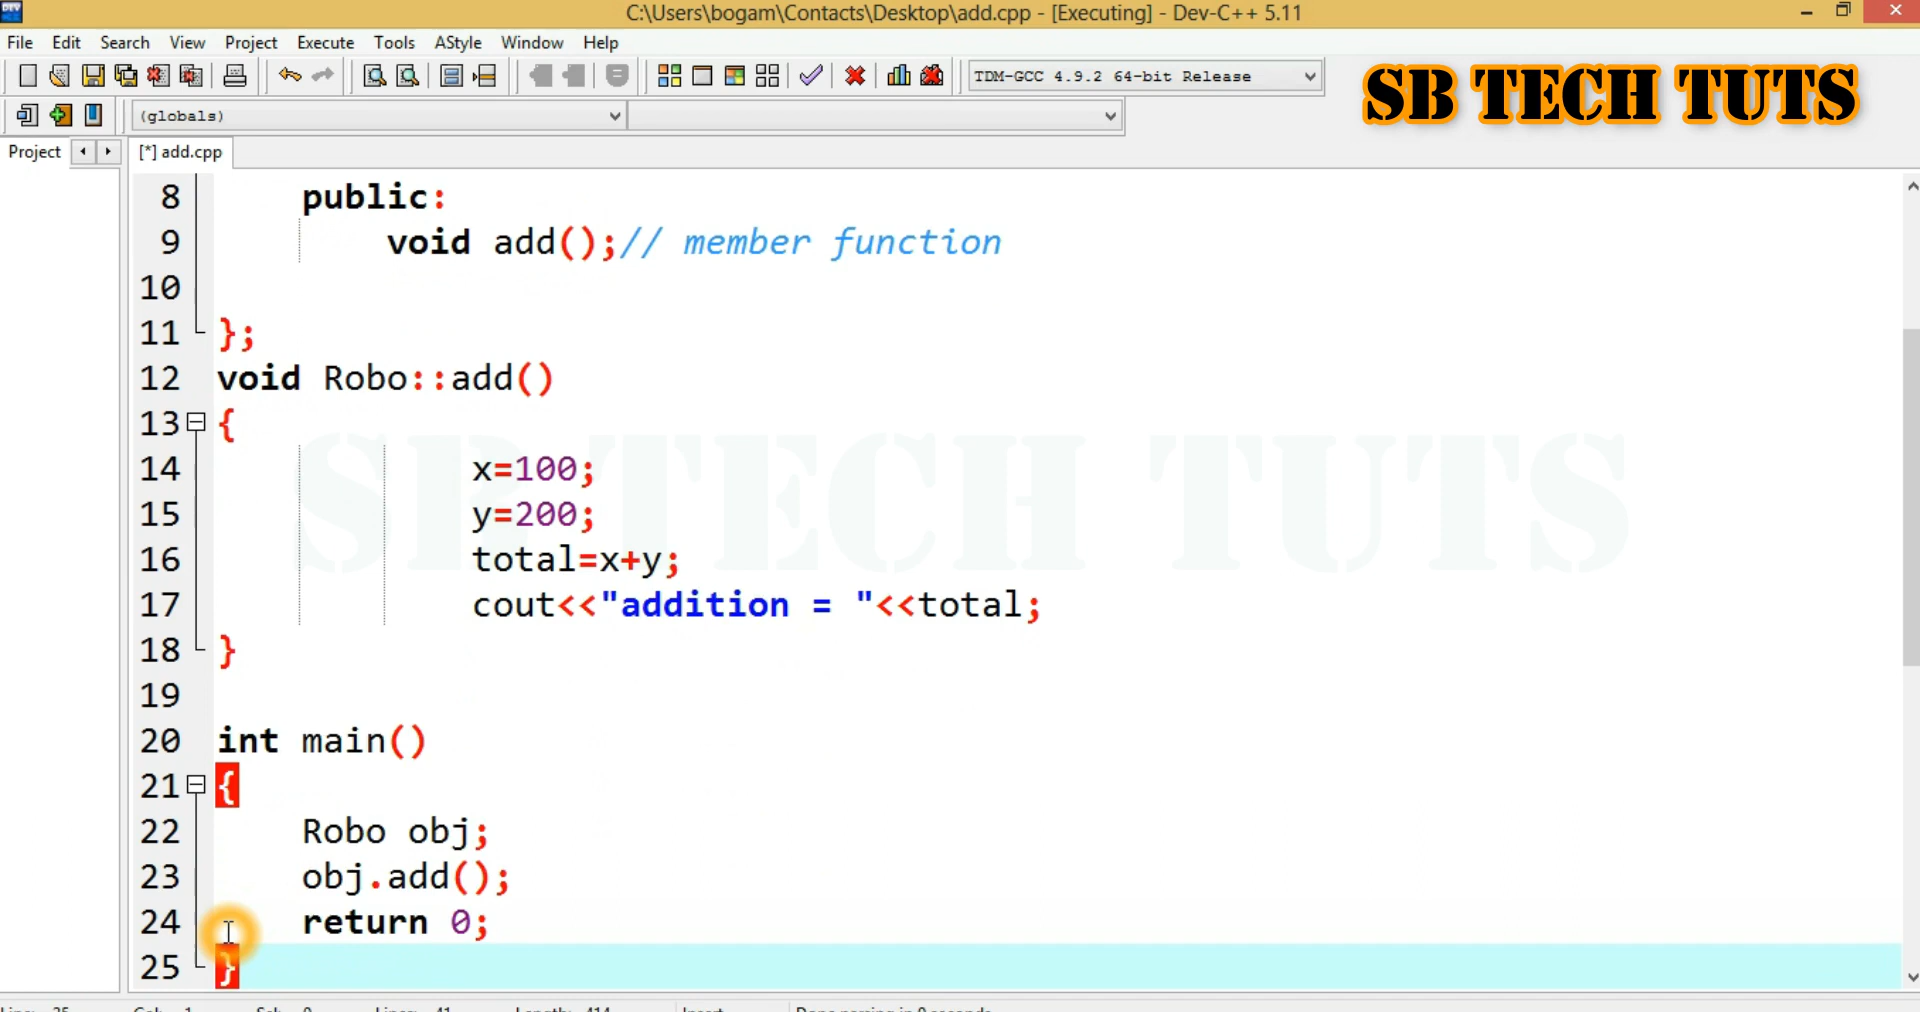 C:\Users\bogam\Contacts\Desktop\add.cpp - [Executing] - Dev-C++ 5.11
File Edit Search View Project Execute Tools AStyle Window Help
TDM-GCC 4.9.2 64-bit Release
SB TECH TUTS
(globals)
Project [*] add.cpp
8 public:
9 void add();// member function
10
11 };
12 void Robo::add()
13 {
14 x=100;
15 y=200;
16 total=x+y;
17 cout<<"addition = "<<total;
18 }
19
20 int main()
21 {
22 Robo obj;
23 obj.add();
24 return 0;
25 }
SB TECH TUTS